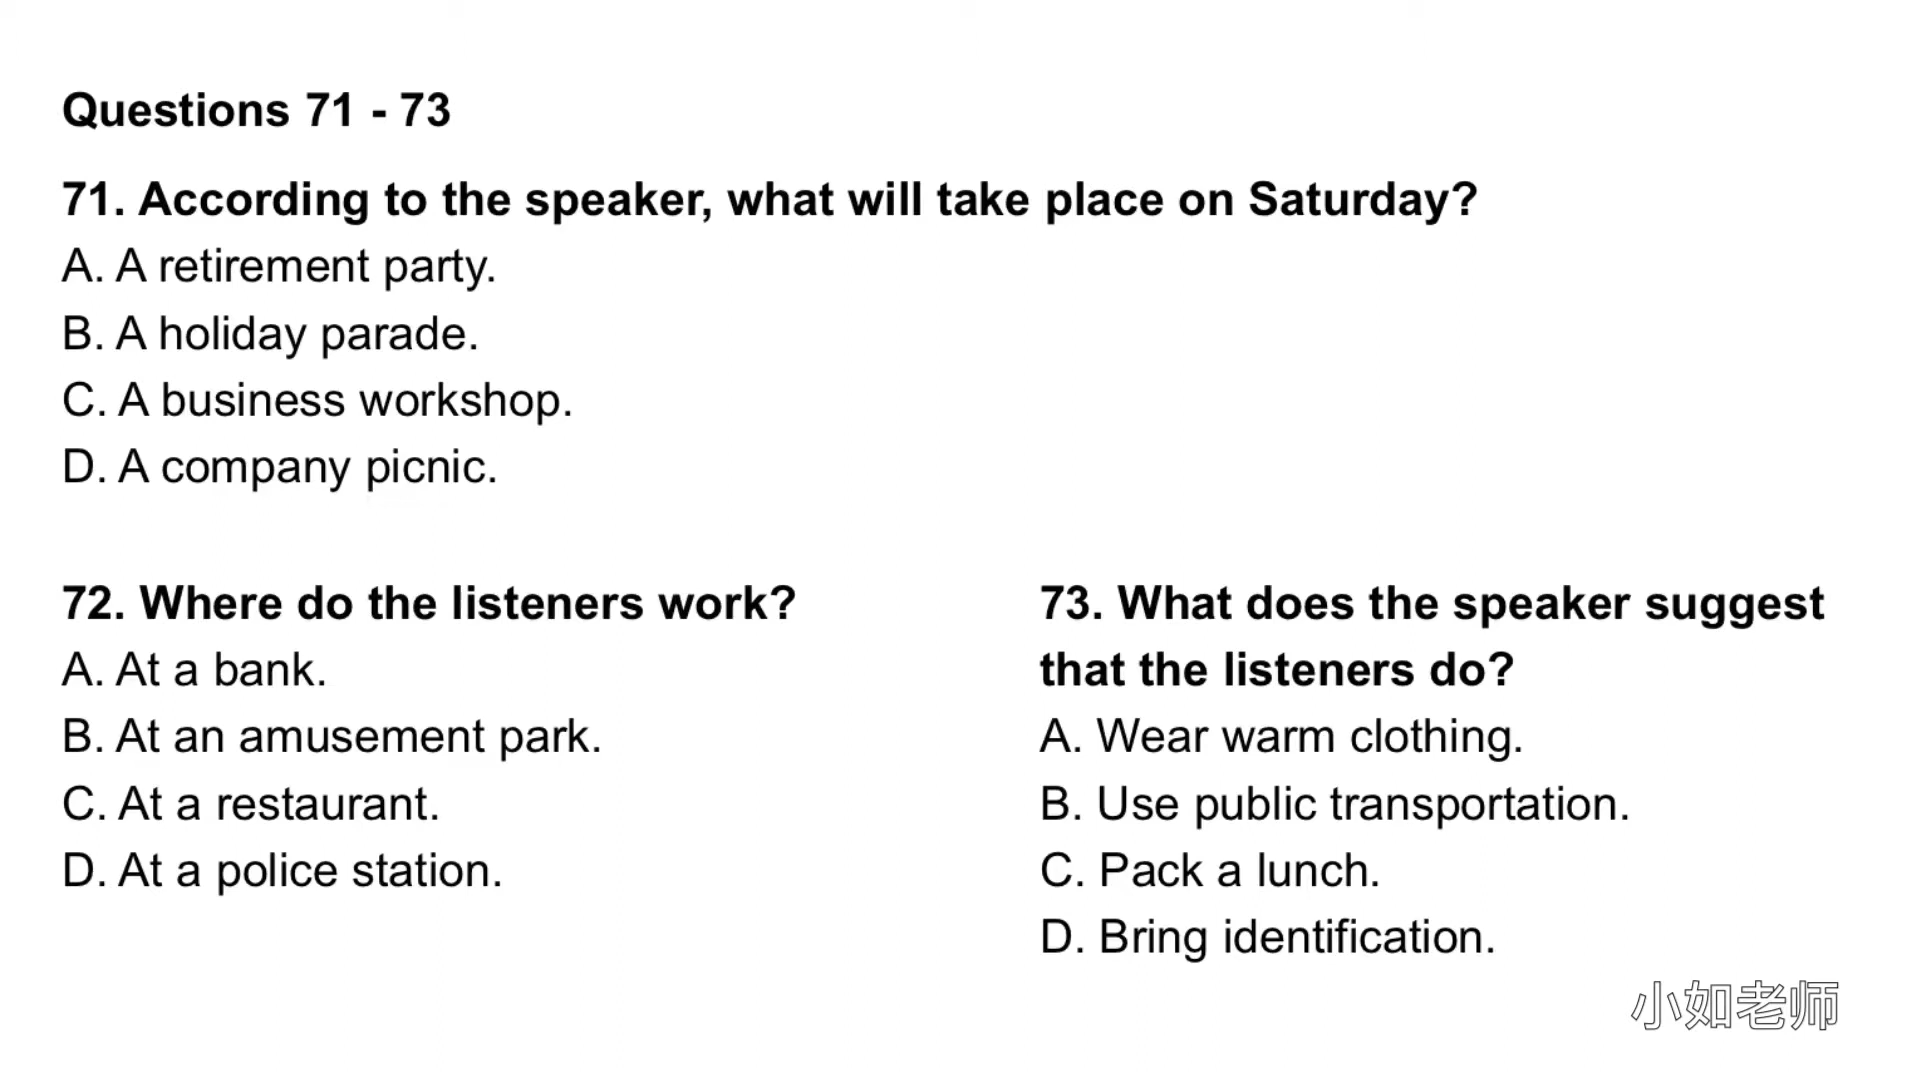 Questions 71 - 73
71. According to the speaker, what will take place on Saturday?
A. A retirement party.
B. A holiday parade.
C. A business workshop.
D. A company picnic.
72. Where do the listeners work?
A. At a bank.
B. At an amusement park.
C. At a restaurant.
D. At a police station.
73. What does the speaker suggest
that the listeners do?
A. Wear warm clothing.
B. Use public transportation.
C. Pack a lunch.
D. Bring identification.
小如老师